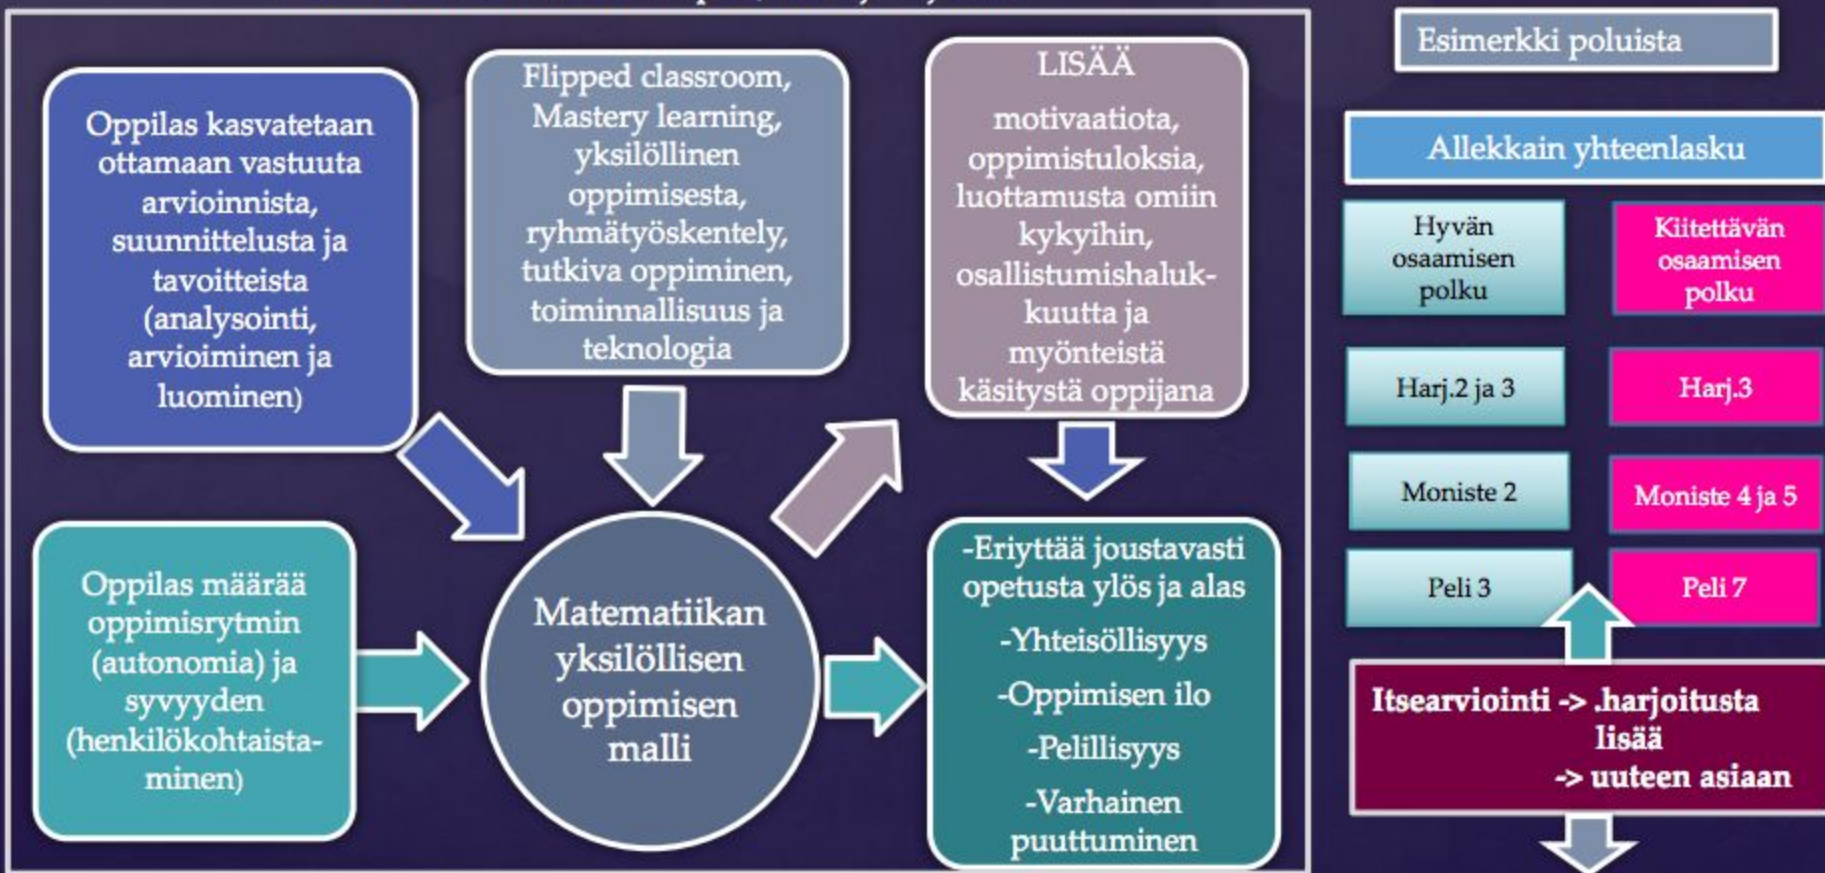 Oppilas kasvatetaan
ottamaan vastuuta
arvioinnista,
suunnittelusta ja
tavoitteista
(analysointi,
arvioiminen ja
luominen)
Flipped classroom,
Mastery learning,
yksilöllinen
oppimisesta,
ryhmätyöskentely,
tutkiva oppiminen,
toiminnallisuus ja
teknologia
LISÄÄ
motivaatiota,
oppimistuloksia,
luottamusta omiin
kykyihin,
osallistumishaluk-
kuutta ja
myönteistä
käsitystä oppijana
Oppilas määrää
oppimisrytmin
(autonomia) ja
syvyyden
(henkilökohtaista-
minen)
Matematiikan
yksilöllisen
oppimisen
malli
-Eriyttää joustavasti
opetusta ylös ja alas
-Yhteisöllisyys
-Oppimisen ilo
-Pelillisyys
-Varhainen
puuttuminen
Esimerkki poluista
Allekkain yhteenlasku
Hyvän
osaamisen
polku
Kiitettävän
osaamisen
polku
Harj.2 ja 3
Harj.3
Moniste 2
Moniste 4 ja 5
Peli 3
Peli 7
Itsearviointi -> .harjoitusta
lisää
-> uuteen asiaan